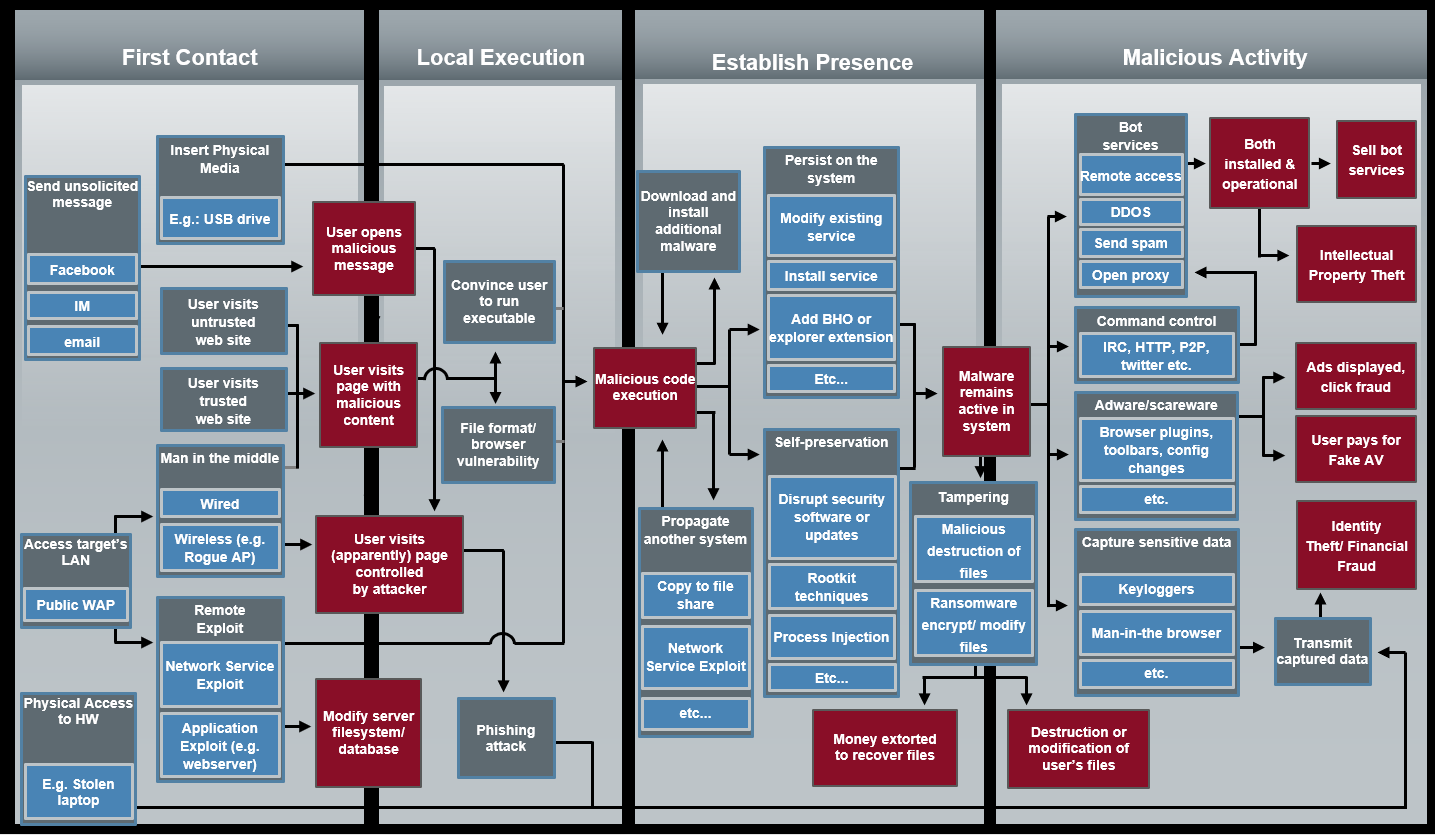 First Contact
Local Execution
Establish Presence
Malicious Activity
Insert Physical
Media
E.g.: USB drive
Send unsolicited
message
Facebook
IM
email
User visits
untrusted
web site
User visits
trusted
web site
Man in the middle
Wired
Wireless (e.g.
Rogue AP)
Access target's
LAN
Public WAP
Remote
Exploit
Network Service
Exploit
Application
Exploit (e.g.
webserver)
Physical Access
to HW
E.g. Stolen
laptop
User opens
malicious
message
User visits
page with
malicious
content
User visits
(apparently) page
controlled
by attacker
Modify server
filesystem/
database
Convince user
to run
executable
File format/
browser
vulnerability
Phishing
attack
Malicious code
execution
Download and
install
additional
malware
Propagate
another system
Copy to file
share
Network
Service Exploit
etc...
Persist on the
system
Modify existing
service
Install service
Add BHO or
explorer extension
Etc...
Self-preservation
Disrupt security
software or
updates
Rootkit
techniques
Process Injection
Etc...
Malware
remains
active in
system
Tampering
Malicious
destruction of
files
Ransomware
encrypt/ modify
files
Money extorted
to recover files
Destruction or
modification of
user's files
Bot
services
Remote access
DDOS
Send spam
Open proxy
Command control
IRC, HTTP, P2P,
twitter etc.
Adware/scareware
Browser plugins,
toolbars, config
changes
etc.
Capture sensitive data
Keyloggers
Man-in-the browser
etc.
Both
installed &
operational
Sell bot
services
Intellectual
Property Theft
Ads displayed,
click fraud
User pays for
Fake AV
Identity
Theft/ Financial
Fraud
Transmit
captured data